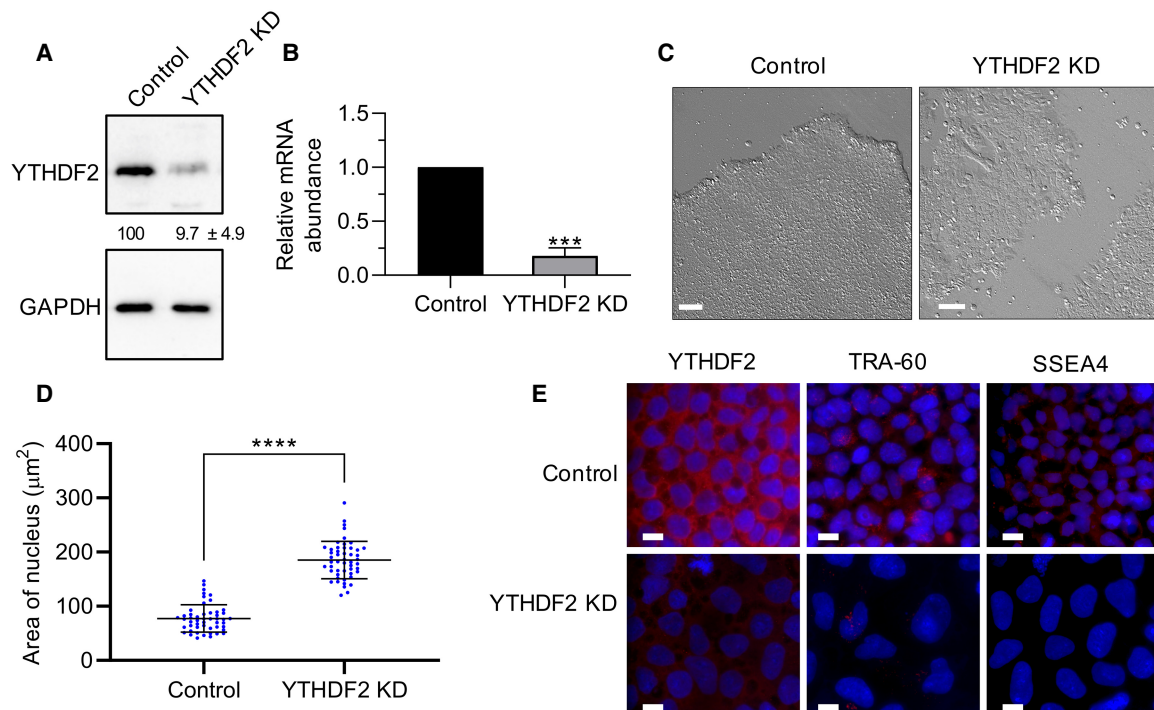 A
Control
YTHDF2 KD
YTHDF2
100 9.7 ± 4.9
GAPDH
B
Relative mRNA
abundance
1.5
1.0
0.5
0.0
***
Control YTHDF2 KD
C
Control YTHDF2 KD
D
Area of nucleus (μm²)
400
300
200
100
0
****
Control YTHDF2 KD
E
YTHDF2 TRA-60 SSEA4
Control
YTHDF2 KD